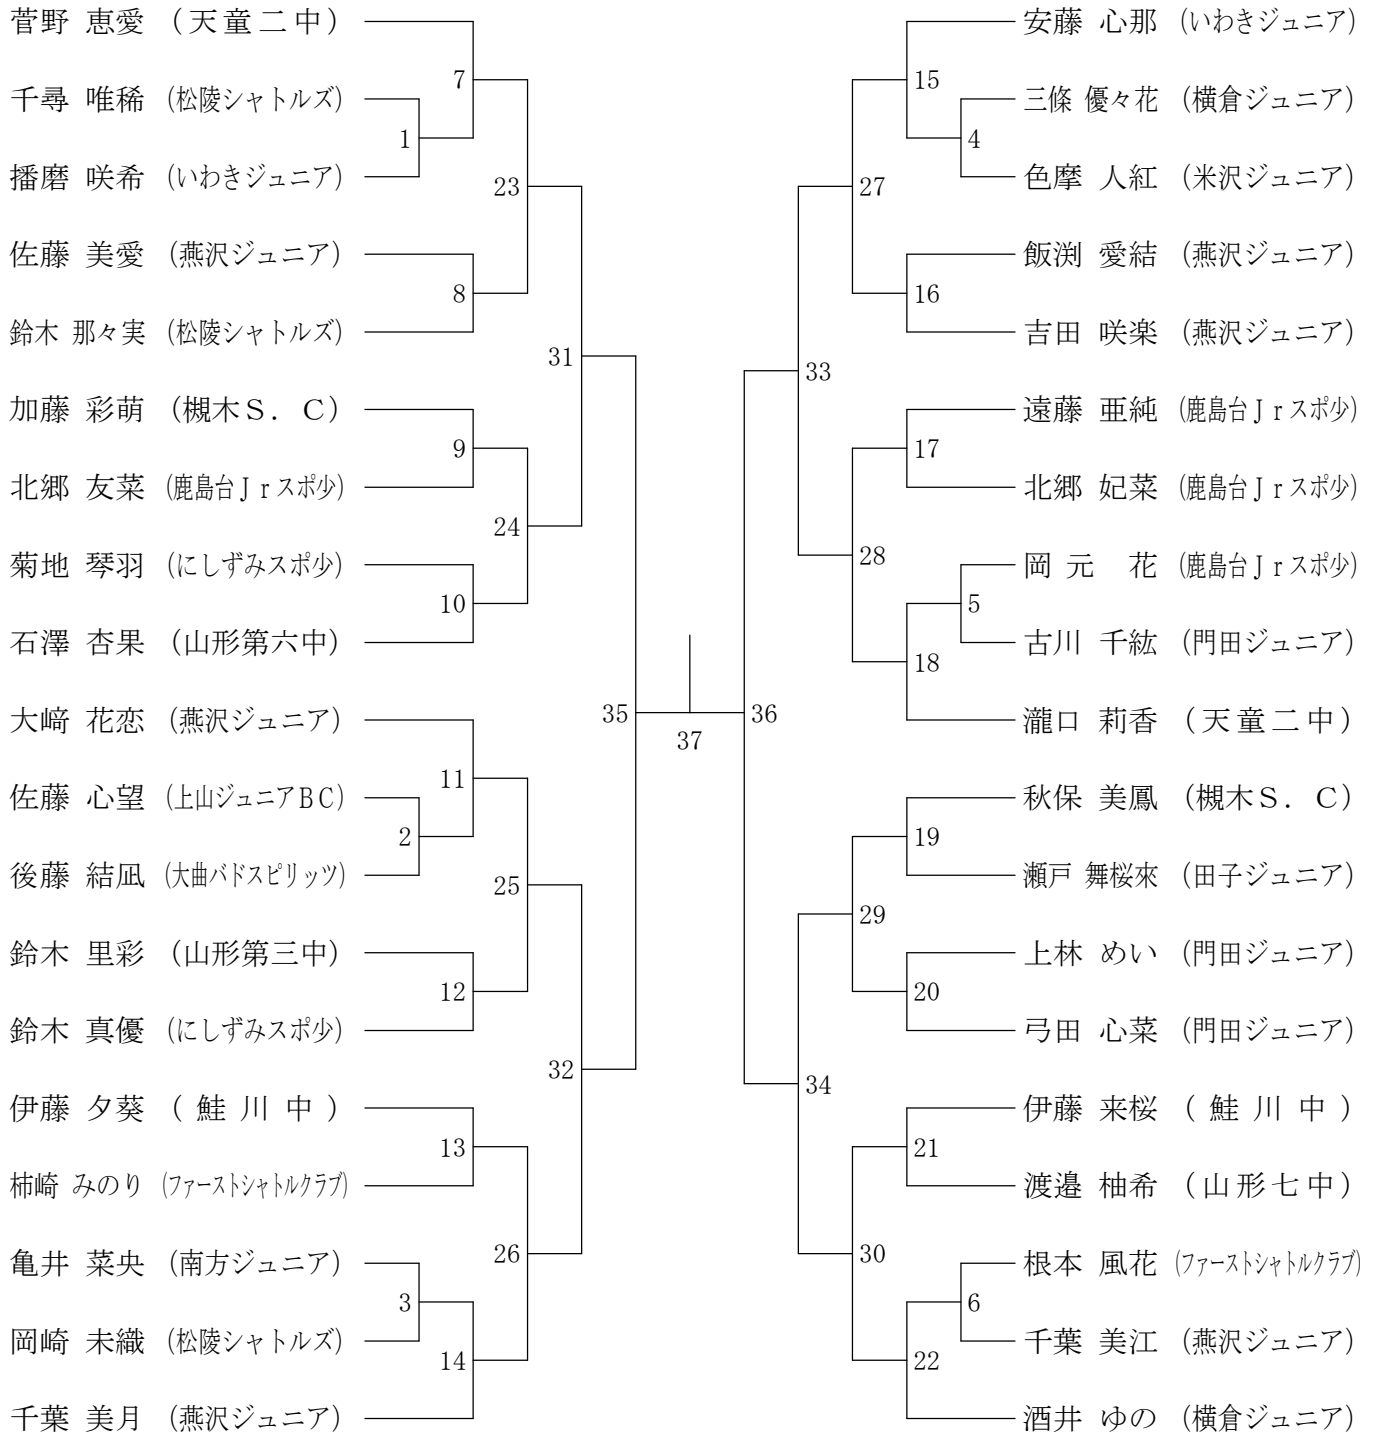 菅野 恵愛 (天童二中)
7
千尋 唯稀 (松陵シャトルズ)
1
播磨 咲希 (いわきジュニア)
23
佐藤 美愛 (燕沢ジュニア)
8
鈴木 那々実 (松陵シャトルズ)
31
加藤 彩萌 (槻木S．C)
9
北郷 友菜 (鹿島台Jrスポ少)
24
菊地 琴羽 (にしずみスポ少)
10
石澤 杏果 (山形第六中)
35
大﨑 花恋 (燕沢ジュニア)
11
佐藤 心望 (上山ジュニアBC)
2
後藤 結凪 (大曲バドスピリッツ)
25
鈴木 里彩 (山形第三中)
12
鈴木 真優 (にしずみスポ少)
32
伊藤 夕葵 (鮭川中)
13
柿崎 みのり (ファーストシャトルクラブ)
26
亀井 菜央 (南方ジュニア)
3
岡崎 未織 (松陵シャトルズ)
14
千葉 美月 (燕沢ジュニア)
37
安藤 心那 (いわきジュニア)
15
三條 優々花 (横倉ジュニア)
4
色摩 人紅 (米沢ジュニア)
27
飯渕 愛結 (燕沢ジュニア)
16
吉田 咲楽 (燕沢ジュニア)
33
遠藤 亜純 (鹿島台Jrスポ少)
17
北郷 妃菜 (鹿島台Jrスポ少)
28
岡元 花 (鹿島台Jrスポ少)
5
古川 千紘 (門田ジュニア)
18
瀧口 莉香 (天童二中)
36
秋保 美鳳 (槻木S．C)
19
瀬戸 舞桜來 (田子ジュニア)
29
上林 めい (門田ジュニア)
20
弓田 心菜 (門田ジュニア)
34
伊藤 来桜 (鮭川中)
21
渡邉 柚希 (山形七中)
30
根本 風花 (ファーストシャトルクラブ)
6
千葉 美江 (燕沢ジュニア)
22
酒井 ゆの (横倉ジュニア)